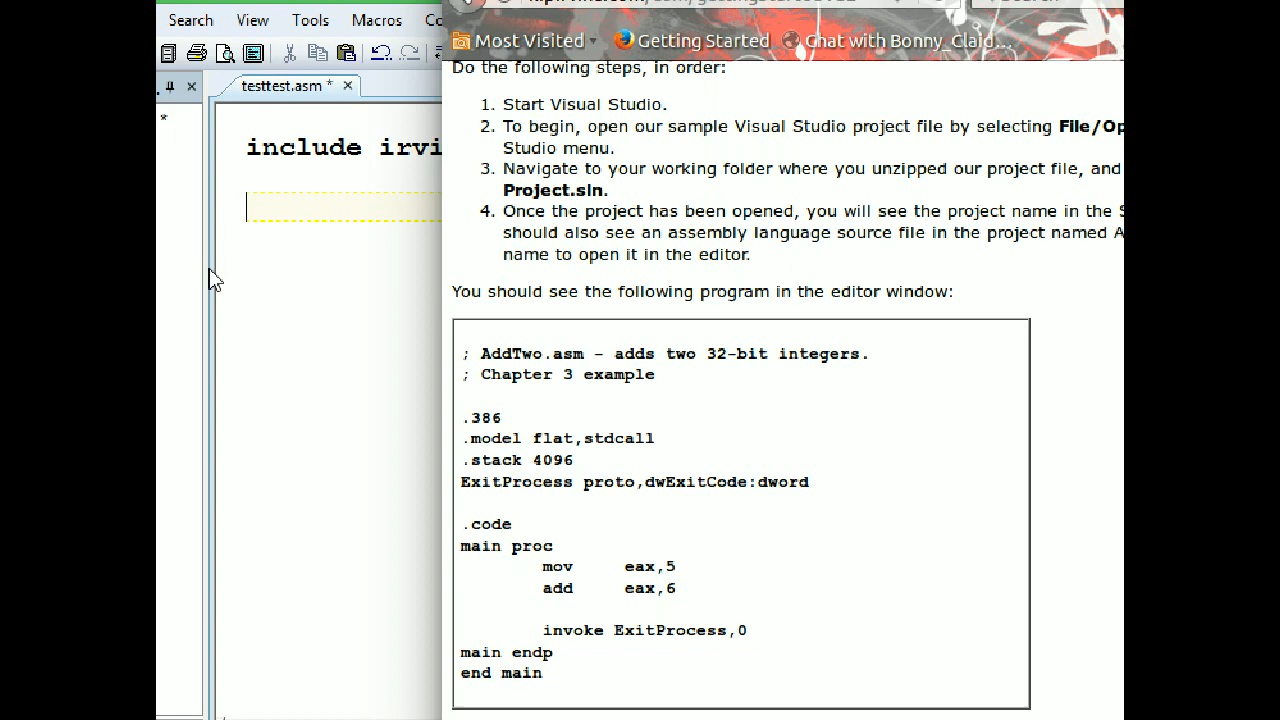 Search View Tools Macros Co
Most Visited Getting Started Chat with Bonny_Claid...
testtest.asm * ×
*
include irvi
Do the following steps, in order:
1. Start Visual Studio.
2. To begin, open our sample Visual Studio project file by selecting File/Op
Studio menu.
3. Navigate to your working folder where you unzipped our project file, and
Project.sln.
4. Once the project has been opened, you will see the project name in the S
should also see an assembly language source file in the project named A
name to open it in the editor.
You should see the following program in the editor window:
; AddTwo.asm - adds two 32-bit integers.
; Chapter 3 example
.386
.model flat,stdcall
.stack 4096
ExitProcess proto,dwExitCode:dword
.code
main proc
mov eax,5
add eax,6
invoke ExitProcess,0
main endp
end main